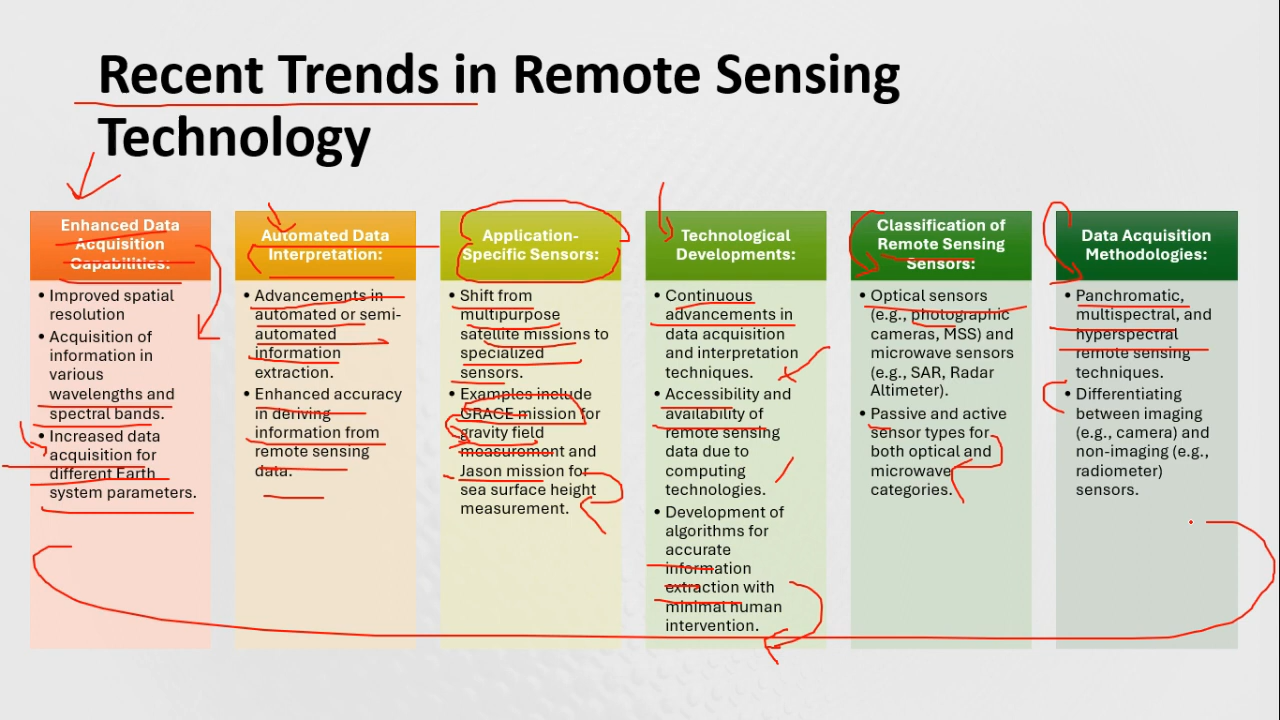 Recent Trends in Remote Sensing
Technology
Enhanced Data
Acquisition
Capabilities:
• Improved spatial
resolution
• Acquisition of
information in
various
wavelengths and
spectral bands.
• Increased data
acquisition for
different Earth
system parameters.
Automated Data
Interpretation:
• Advancements in
automated or semi-
automated
information
extraction.
• Enhanced accuracy
in deriving
information from
remote sensing
data.
Application-
Specific Sensors:
• Shift from
multipurpose
satellite missions to
specialized
sensors.
• Examples include
GRACE mission for
gravity field
measurement and
Jason mission for
sea surface height
measurement.
Technological
Developments:
• Continuous
advancements in
data acquisition
and interpretation
techniques.
• Accessibility and
availability of
remote sensing
data due to
computing
technologies.
• Development of
algorithms for
accurate
information
extraction with
minimal human
intervention.
Classification of
Remote Sensing
Sensors:
• Optical sensors
(e.g., photographic
cameras, MSS) and
microwave sensors
(e.g., SAR, Radar
Altimeter).
• Passive and active
sensor types for
both optical and
microwave
categories.
Data Acquisition
Methodologies:
• Panchromatic,
multispectral, and
hyperspectral
remote sensing
techniques.
• Differentiating
between imaging
(e.g., camera) and
non-imaging (e.g.,
radiometer)
sensors.